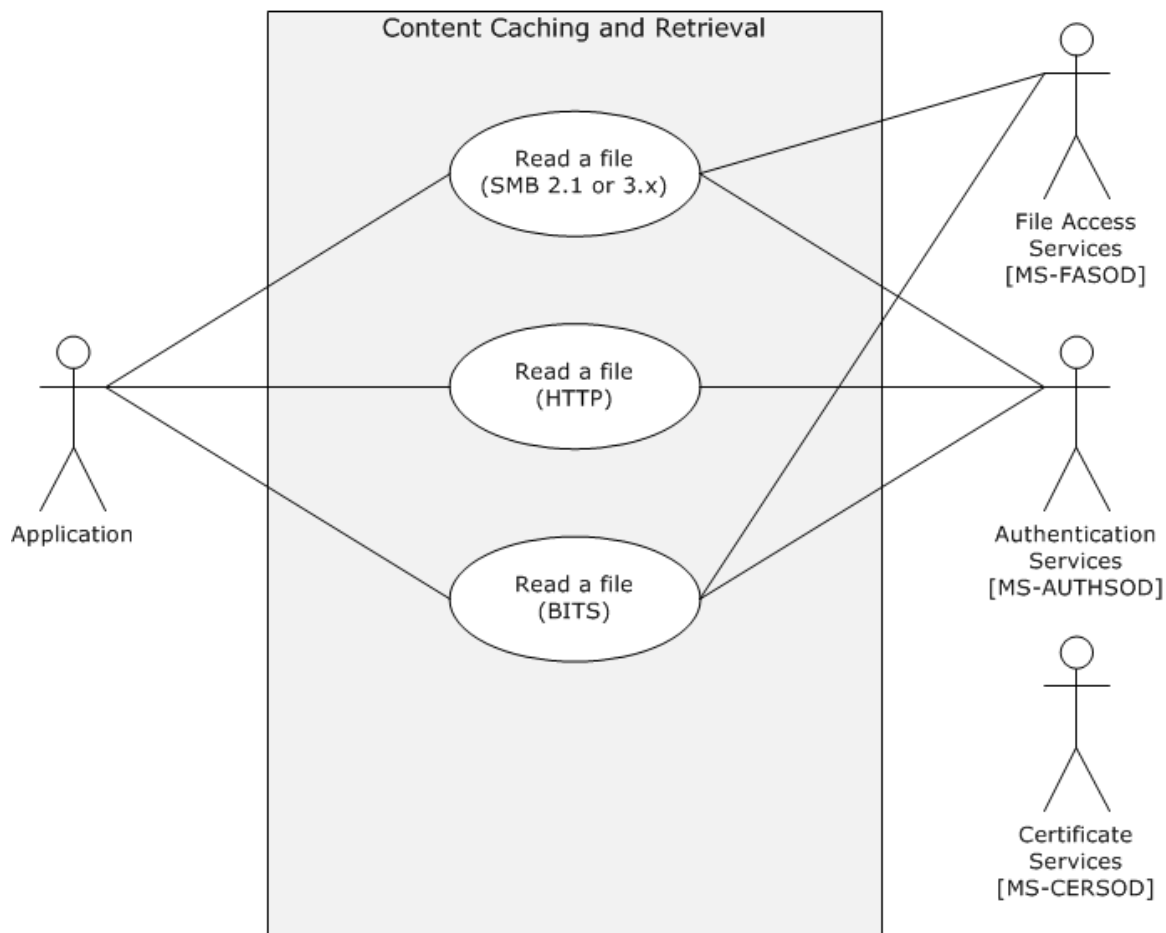 Content Caching and Retrieval
Read a file
(SMB 2.1 or 3.x)
File Access
Services
[MS-FASOD]
Read a file
(HTTP)
Application
Authentication
Services
[MS-AUTHSOD]
Read a file
(BITS)
Certificate
Services
[MS-CERSOD]